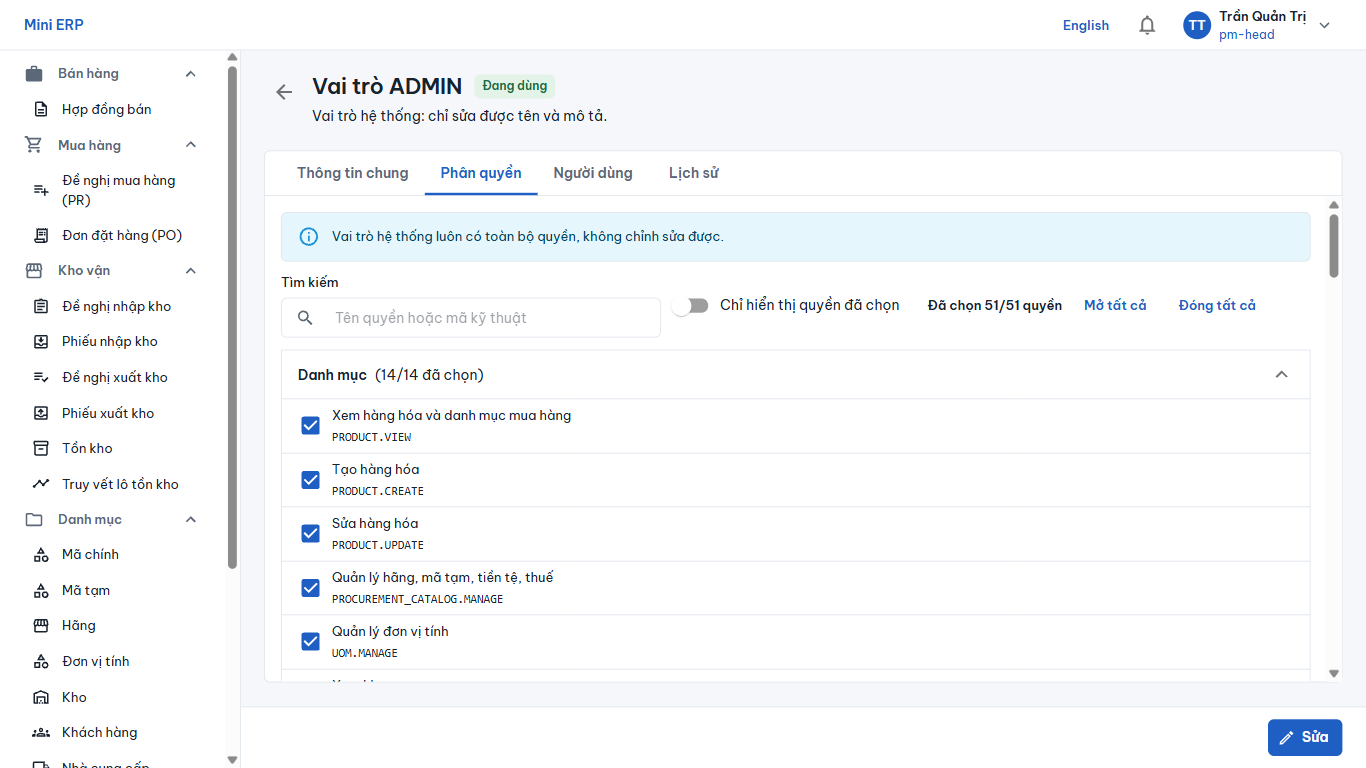 Mini ERP
English
TT
Trần Quản Trị
pm-head
Bán hàng
Hợp đồng bán
Mua hàng
Đề nghị mua hàng
(PR)
Đơn đặt hàng (PO)
Kho vận
Đề nghị nhập kho
Phiếu nhập kho
Đề nghị xuất kho
Phiếu xuất kho
Tồn kho
Truy vết lô tồn kho
Danh mục
Mã chính
Mã tạm
Hãng
Đơn vị tính
Kho
Khách hàng
Nhà cung cấp
Vai trò ADMIN
Đang dùng
Vai trò hệ thống: chỉ sửa được tên và mô tả.
Thông tin chung
Phân quyền
Người dùng
Lịch sử
Vai trò hệ thống luôn có toàn bộ quyền, không chỉnh sửa được.
Tìm kiếm
Tên quyền hoặc mã kỹ thuật
Chỉ hiển thị quyền đã chọn
Đã chọn 51/51 quyền
Mở tất cả
Đóng tất cả
Danh mục (14/14 đã chọn)
Xem hàng hóa và danh mục mua hàng
PRODUCT.VIEW
Tạo hàng hóa
PRODUCT.CREATE
Sửa hàng hóa
PRODUCT.UPDATE
Quản lý hãng, mã tạm, tiền tệ, thuế
PROCUREMENT_CATALOG.MANAGE
Quản lý đơn vị tính
UOM.MANAGE
Sửa